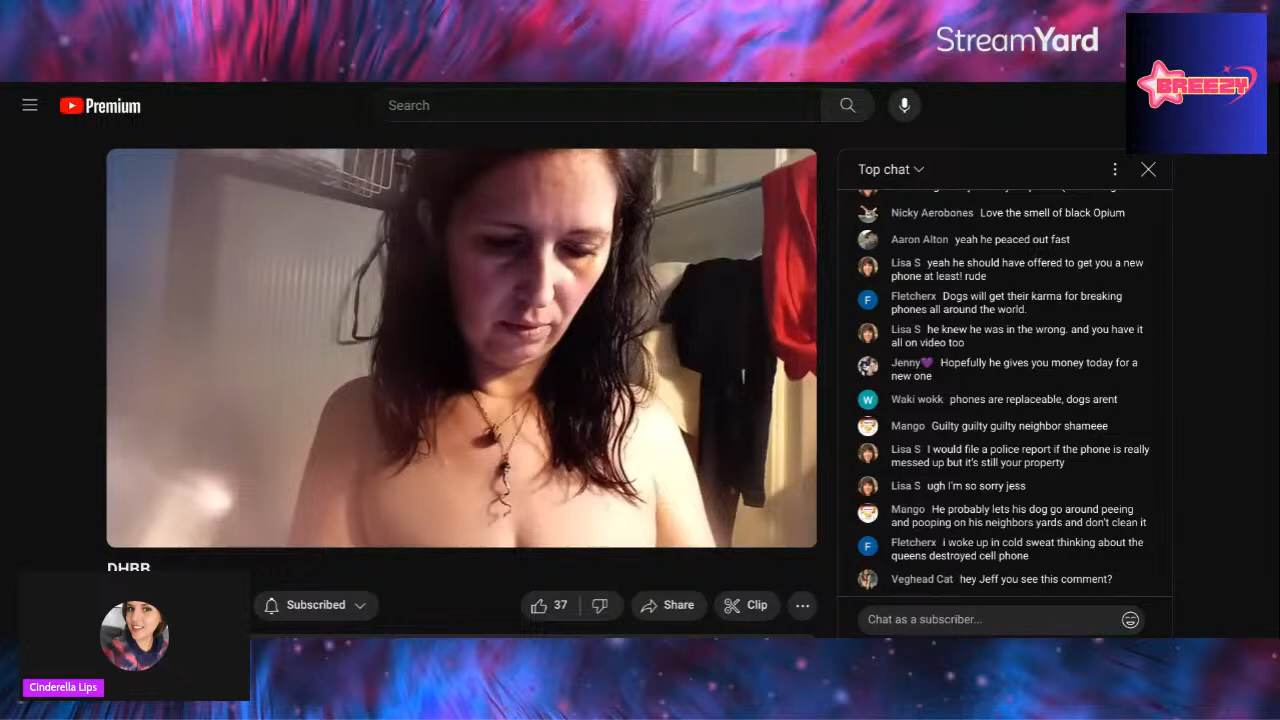 StreamYard
BREEZY
Premium
Search
Top chat
Nicky Aerobones Love the smell of black Opium
Aaron Alton yeah he peaced out fast
Lisa S yeah he should have offered to get you a new
phone at least! rude
F Fletcherx Dogs will get their karma for breaking
phones all around the world.
Lisa S he knew he was in the wrong. and you have it
all on video too
Jenny💜 Hopefully he gives you money today for a
new one
W Waki wokk phones are replaceable, dogs arent
Mango Guilty guilty guilty neighbor shameee
Lisa S I would file a police report if the phone is really
messed up but it's still your property
Lisa S ugh I'm so sorry jess
Mango He probably lets his dog go around peeing
and pooping on his neighbors yards and don't clean it
F Fletcherx i woke up in cold sweat thinking about the
queens destroyed cell phone
Veghead Cat hey Jeff you see this comment?
Chat as a subscriber...
DHRR
Subscribed
37
Share
Clip
Cinderella Lips